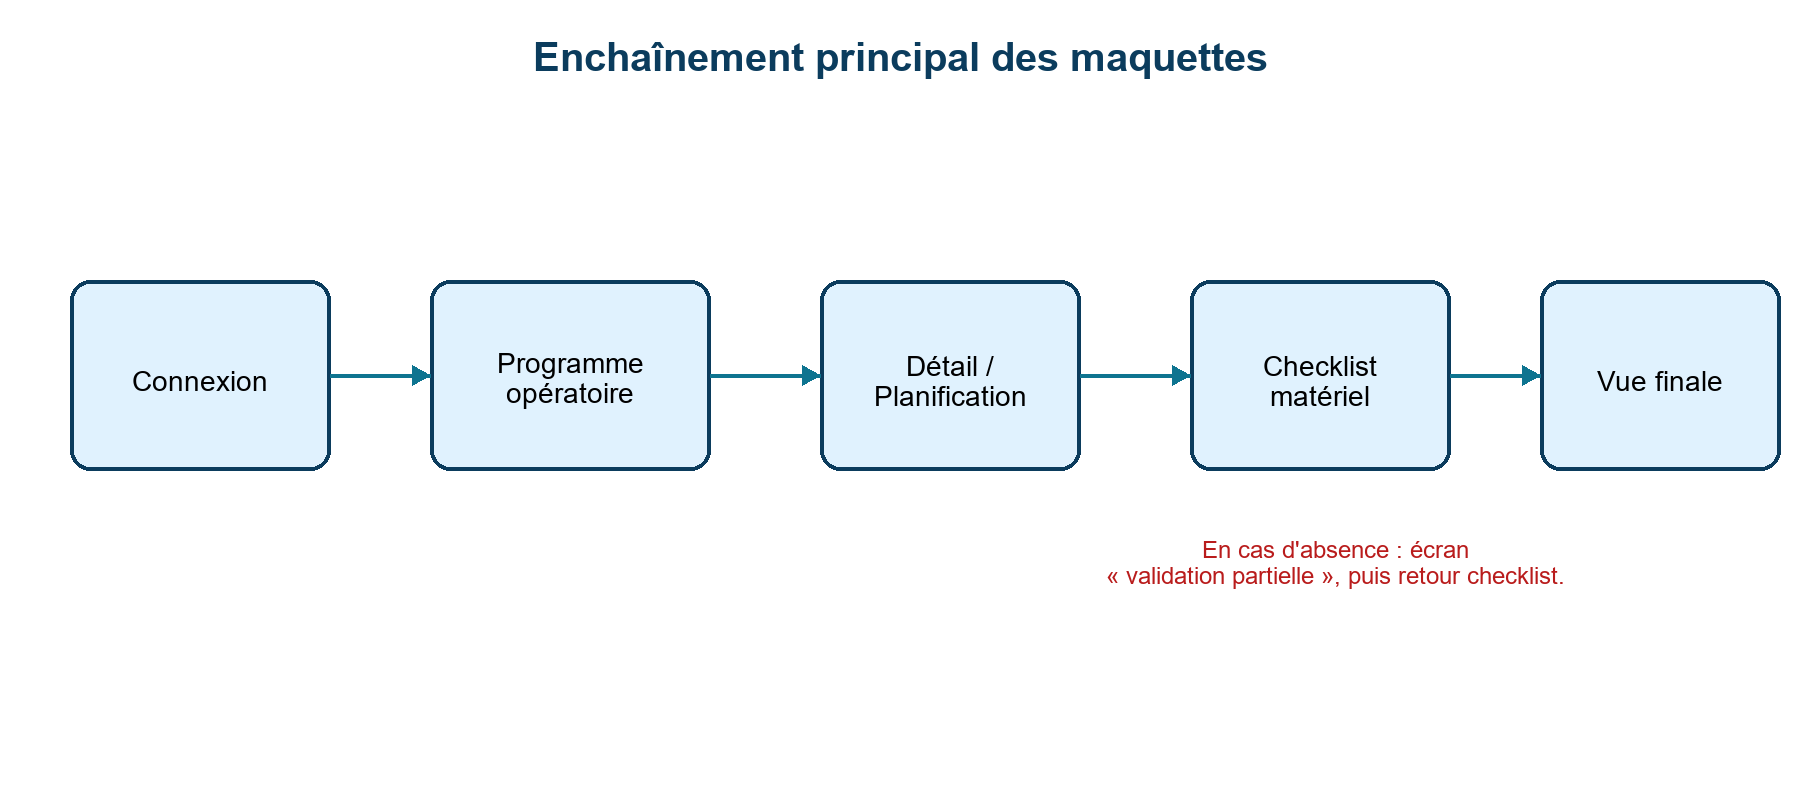 Enchaînement principal des maquettes
Connexion
Programme
opératoire
Détail /
Planification
Checklist
matériel
Vue finale
En cas d'absence : écran
« validation partielle », puis retour checklist.